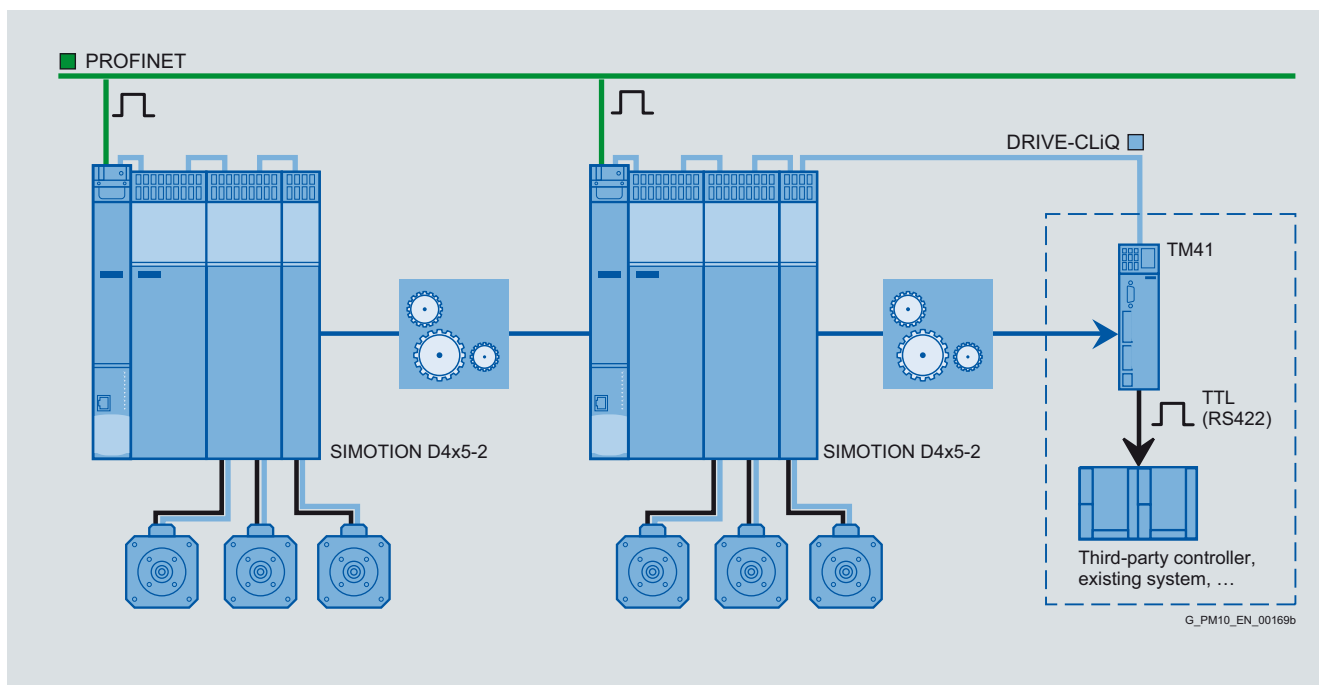 PROFINET
DRIVE-CLiQ
TM41
TTL
(RS422)
SIMOTION D4x5-2
SIMOTION D4x5-2
Third-party controller,
existing system, …
G_PM10_EN_00169b